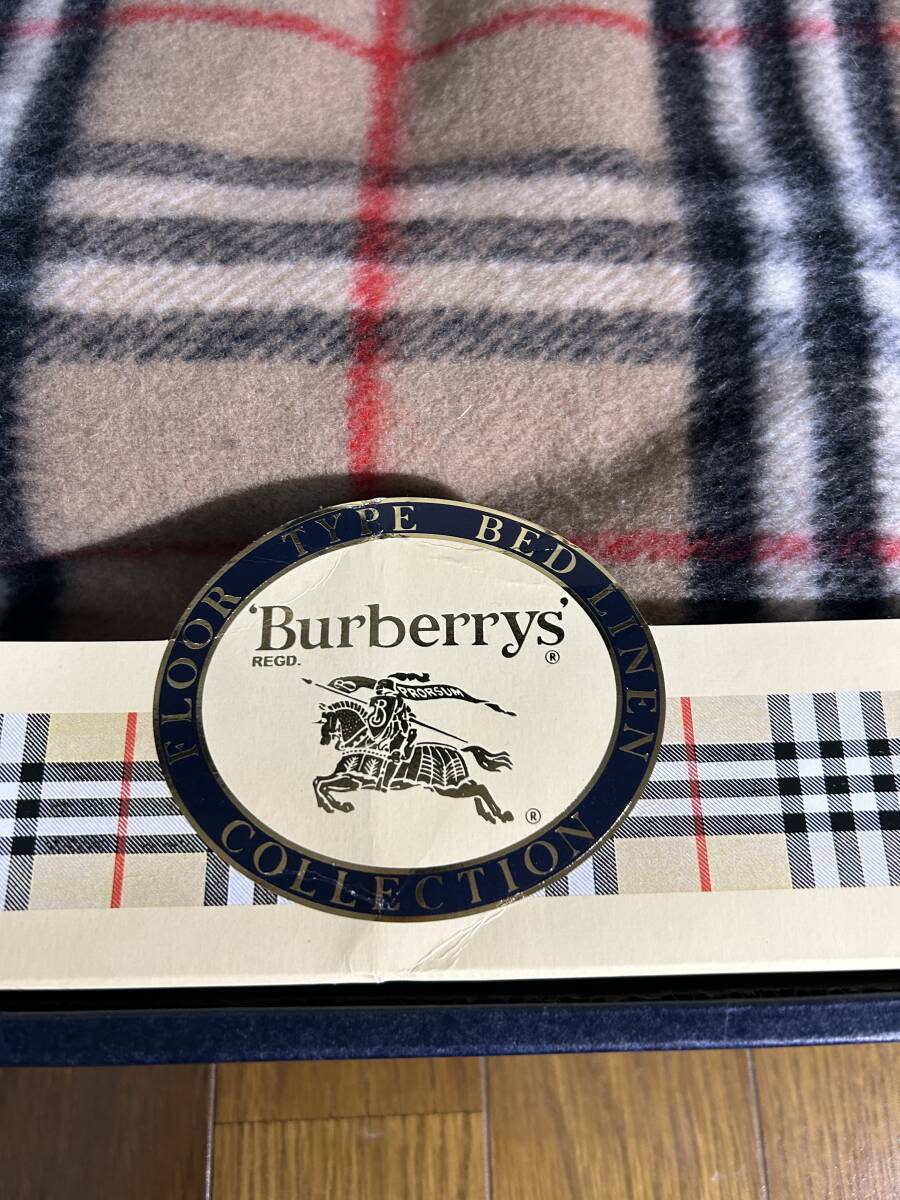 FLOOR TYPE BED LINEN
'Burberrys'
REGD. ®
PRORSUM
B
®
COLLECTION